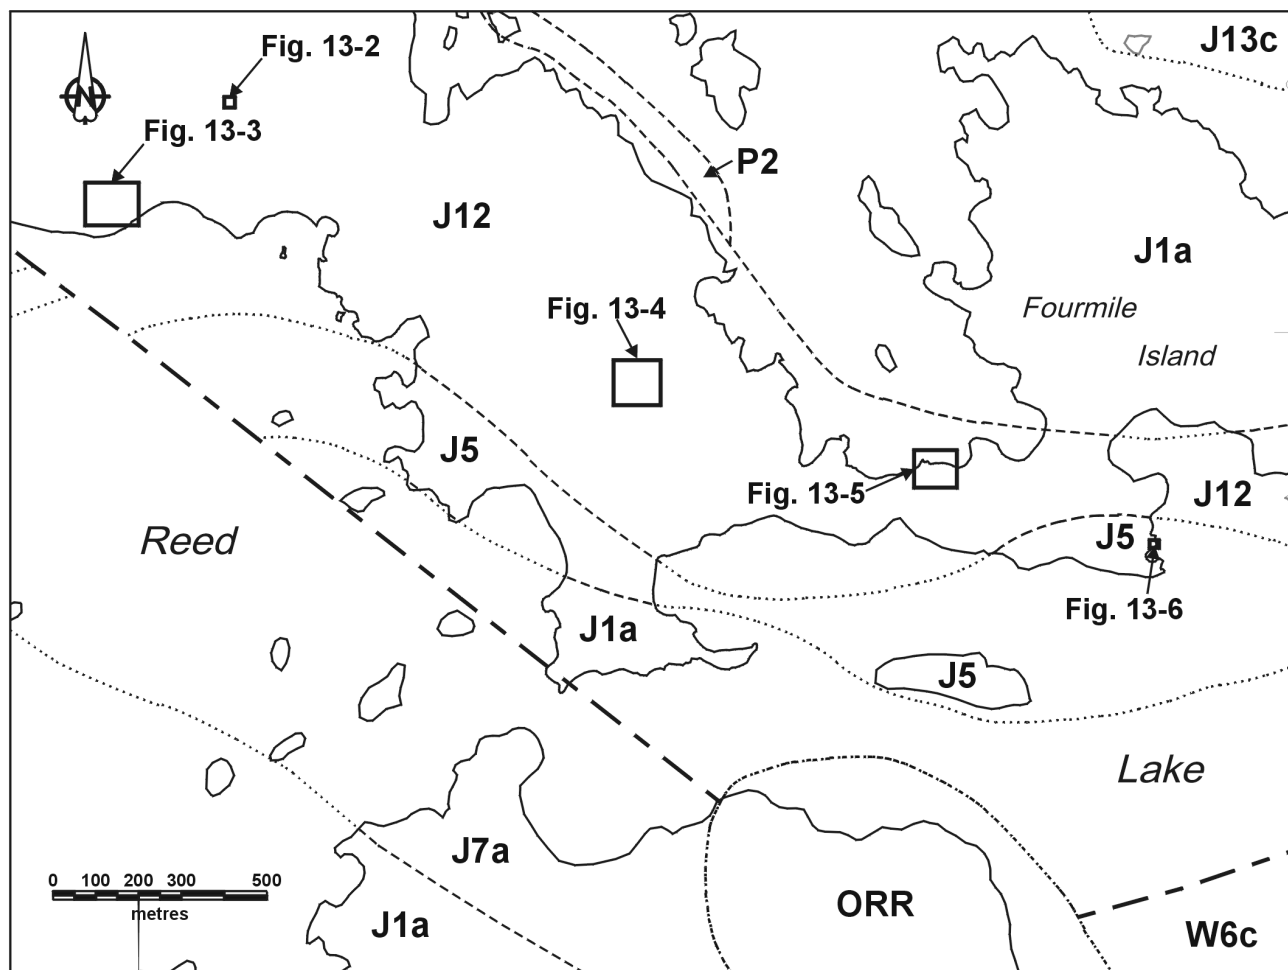 J13c
Fig. 13-2
N
Fig. 13-3
P2
J12
J1a
Fourmile
Fig. 13-4
Island
J5
Fig. 13-5
J12
Reed
J5
Fig. 13-6
J1a
J5
Lake
J7a
0 100 200 300 500
metres
ORR
J1a
W6c